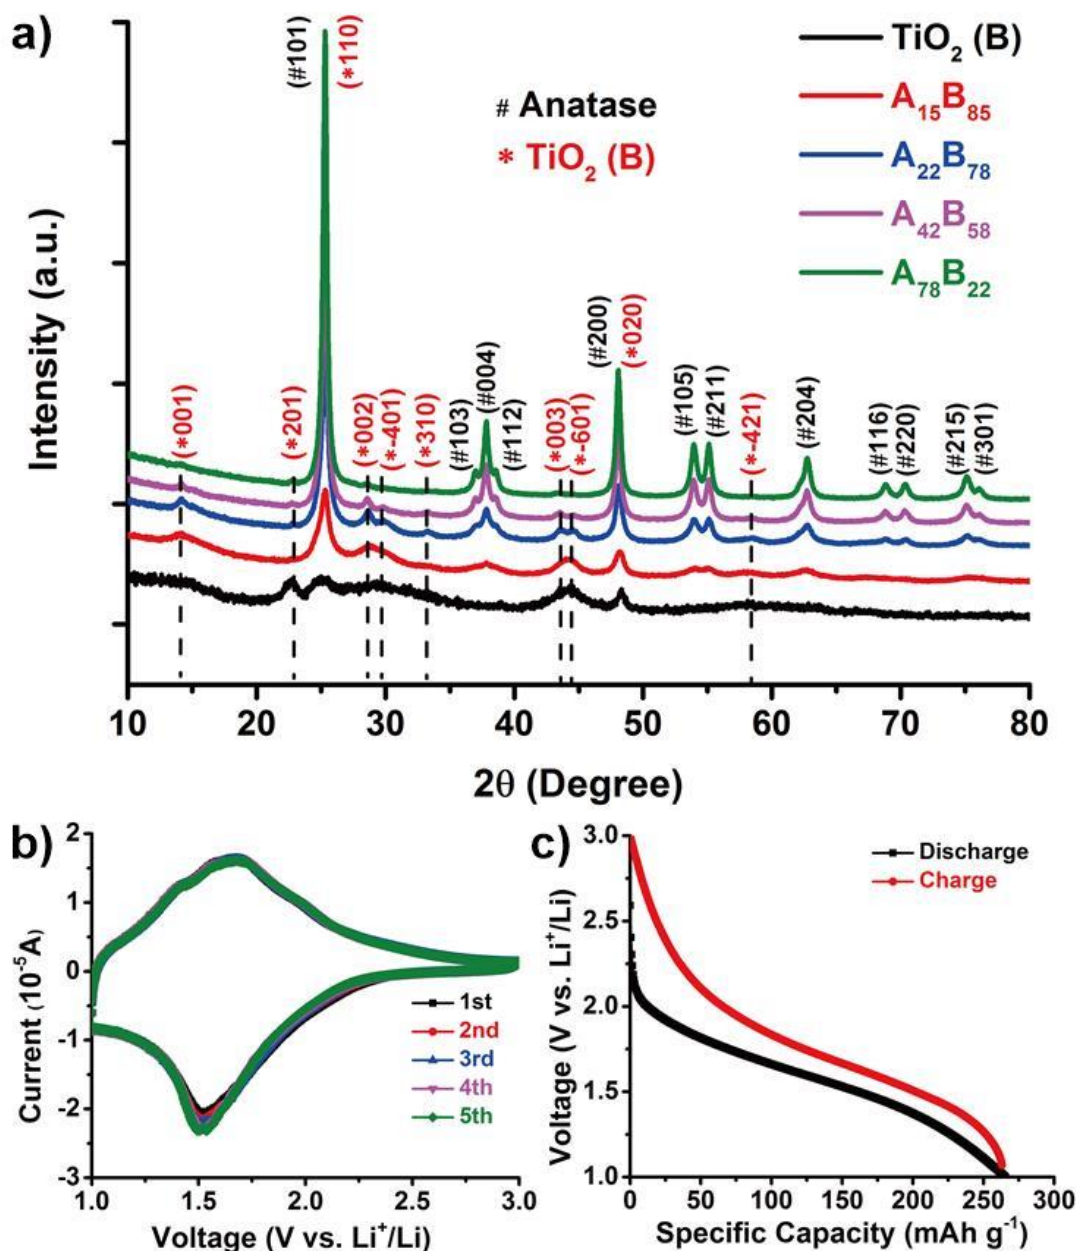 a)
Intensity (a.u.)
(#101)
(*110)
# Anatase
* TiO₂ (B)
TiO₂ (B)
A₁₅B₈₅
A₂₂B₇₈
A₄₂B₅₈
A₇₈B₂₂
(*001)
(*201)
(*002)
(*-401)
(*310)
(#103)
(#004)
(#112)
(*003)
(*-601)
(#200)
(*020)
(#105)
(#211)
(*-421)
(#204)
(#116)
(#220)
(#215)
(#301)
10 20 30 40 50 60 70 80
2θ (Degree)
b)
Current (10⁻⁵A)
2
1
0
-1
-2
-3
1st
2nd
3rd
4th
5th
1.0 1.5 2.0 2.5 3.0
Voltage (V vs. Li⁺/Li)
c)
Voltage (V vs. Li⁺/Li)
3.0
2.5
2.0
1.5
1.0
Discharge
Charge
0 50 100 150 200 250 300
Specific Capacity (mAh g⁻¹)